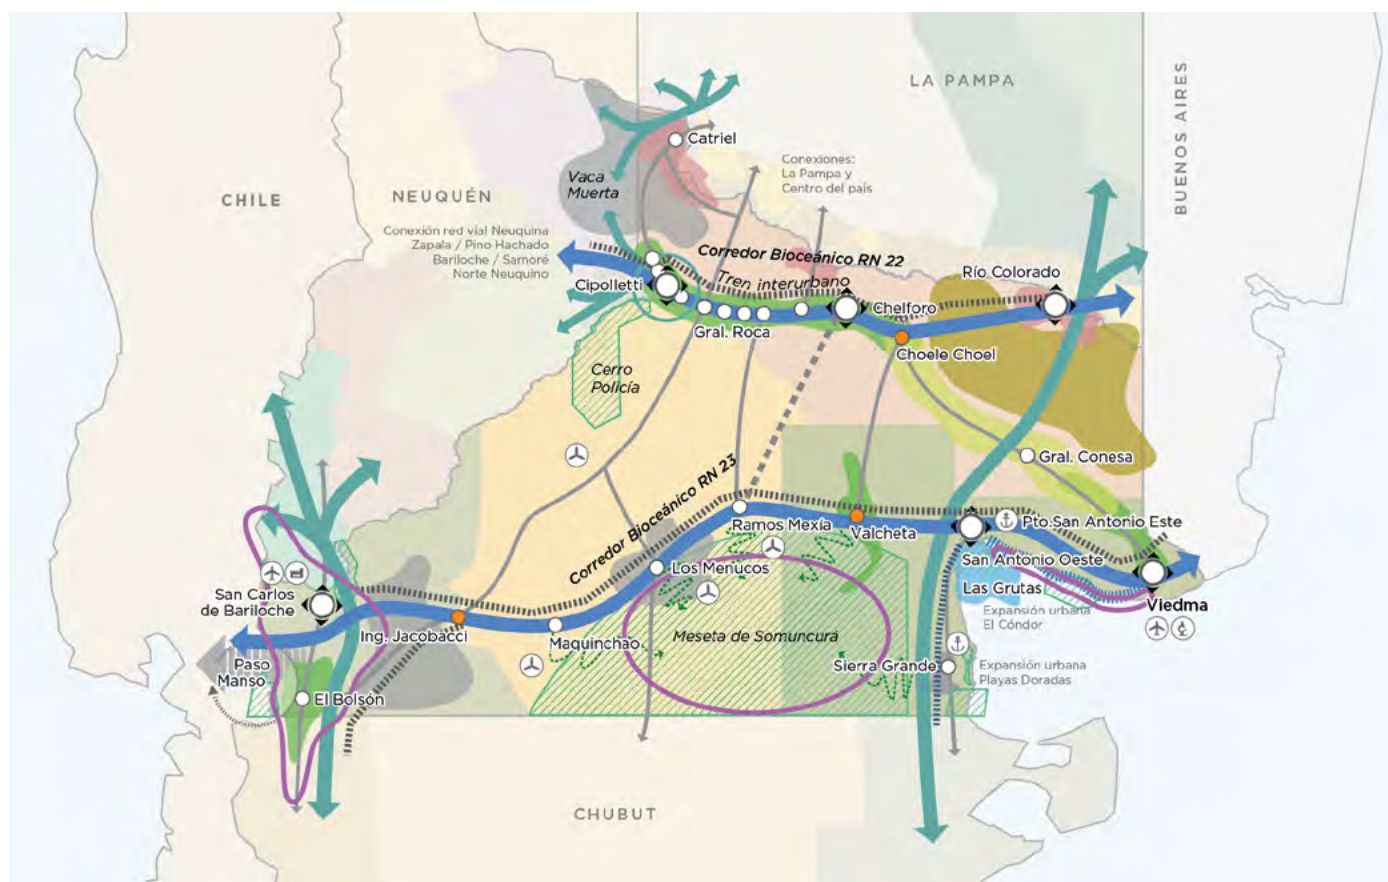 LA PAMPA
BUENOS AIRES
Catriel
Conexiones:
La Pampa y
Centro del país
Vaca
Muerta
CHILE
NEUQUÉN
Conexión red vial Neuquina
Zapala / Pino Hachado
Bariloche / Samoré
Norte Neuquino
Corredor Bioceánico RN 22
Tren interurbano
Río Colorado
Cipolletti
Chelforo
Gral. Roca
Choele Choel
Cerro
Policía
Gral. Conesa
Corredor Bioceánico RN 23
Ramos Mexía
Valcheta
Pto.San Antonio Este
San Antonio Oeste
Los Menucos
Las Grutas
San Carlos
de Bariloche
Expansión urbana
El Cóndor
Viedma
Ing. Jacobacci
Maquinchao
Meseta de Somuncurá
Paso
Manso
Sierra Grande
Expansión urbana
Playas Doradas
El Bolsón
CHUBUT